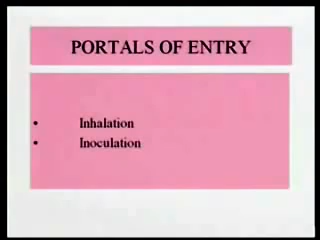 PORTALS OF ENTRY
• Inhalation
• Inoculation